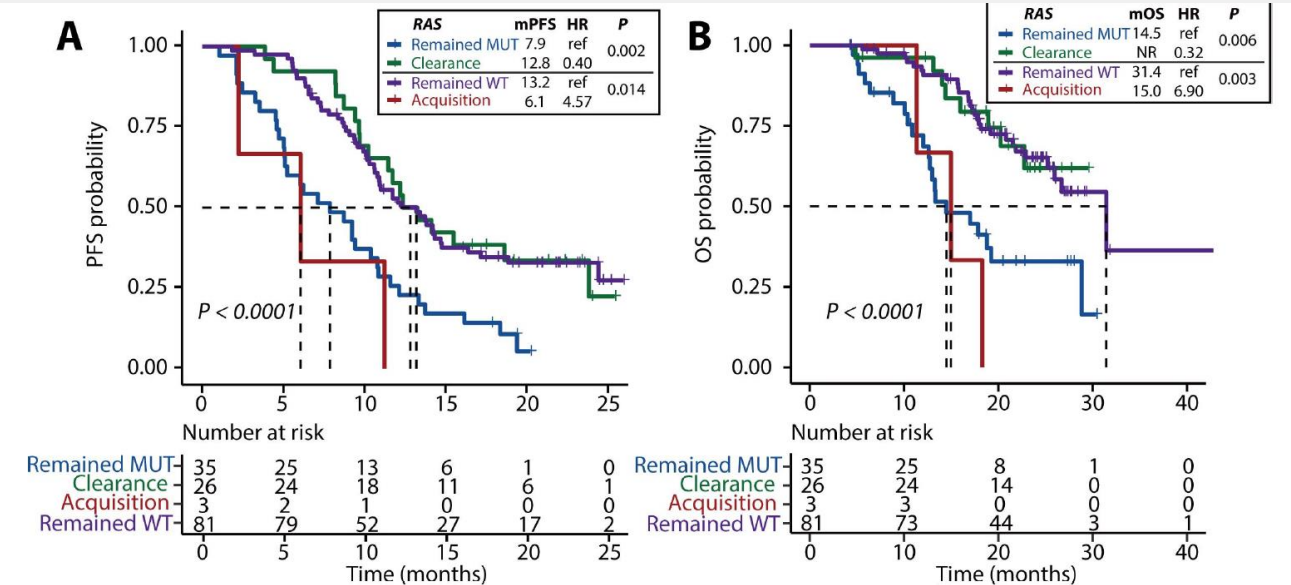 A
RAS mPFS HR P
Remained MUT 7.9 ref 0.002
Clearance 12.8 0.40
Remained WT 13.2 ref 0.014
Acquisition 6.1 4.57
PFS probability
1.00
0.75
0.50
0.25
0.00
P < 0.0001
0 5 10 15 20 25
Number at risk
Remained MUT 35 25 13 6 1 0
Clearance 26 24 18 11 6 1
Acquisition 3 2 1 0 0 0
Remained WT 81 79 52 27 17 2
0 5 10 15 20 25
Time (months)
B
RAS mOS HR P
Remained MUT 14.5 ref 0.006
Clearance NR 0.32
Remained WT 31.4 ref 0.003
Acquisition 15.0 6.90
OS probability
1.00
0.75
0.50
0.25
0.00
P < 0.0001
0 10 20 30 40
Number at risk
Remained MUT 35 25 8 1 0
Clearance 26 24 14 0 0
Acquisition 3 3 0 0 0
Remained WT 81 73 44 3 1
0 10 20 30 40
Time (months)